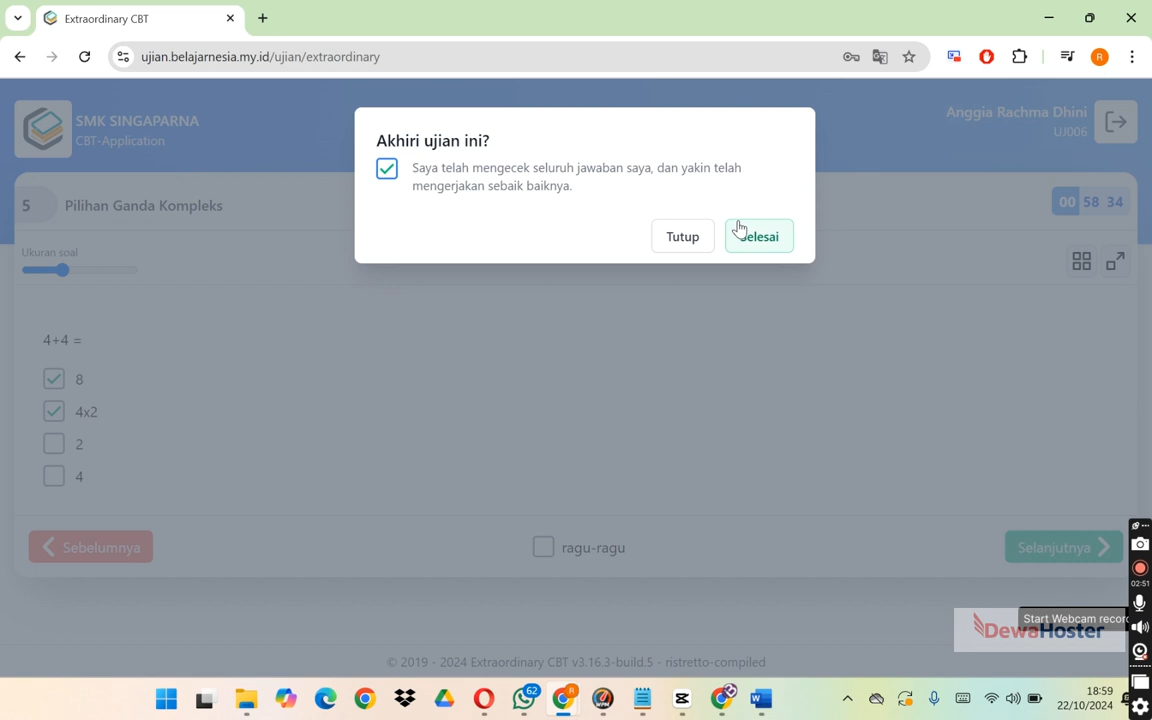 Extraordinary CBT
ujian.belajarnesia.my.id/ujian/extraordinary
R
SMK SINGAPARNA
CBT-Application
Anggia Rachma Dhini
UJ006
Akhiri ujian ini?
Saya telah mengecek seluruh jawaban saya, dan yakin telah
mengerjakan sebaik baiknya.
Tutup
Selesai
5 Pilihan Ganda Kompleks
00 58 34
Ukuran soal
4+4 =
8
4x2
2
4
Sebelumnya
ragu-ragu
Selanjutnya
02:51
Start Webcam recor
DewaHoster
© 2019 - 2024 Extraordinary CBT v3.16.3-build.5 - ristretto-compiled
62
R
18:59
22/10/2024